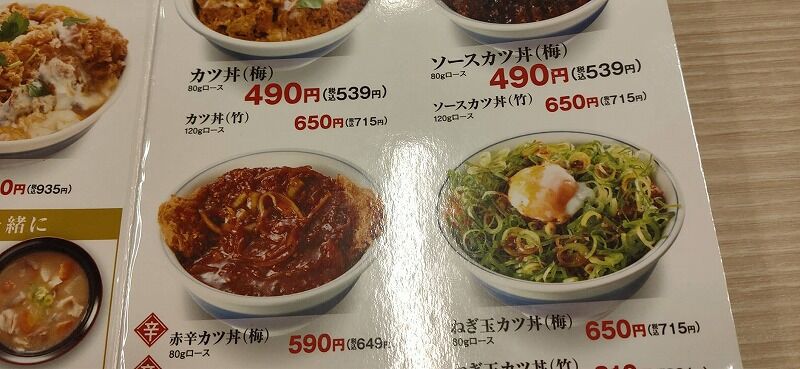 カツ丼(梅)
80gロース
490円(税込539円)
カツ丼(竹)
120gロース
650円(税込715円)
ソースカツ丼(梅)
80gロース
490円(税込539円)
ソースカツ丼(竹)
120gロース
650円(税込715円)
0円(税込935円)
緒に
辛
赤辛カツ丼(梅)
80gロース
590円(税込649円)
ねぎ玉カツ丼(梅)
80gロース
650円(税込715円)
ぎ玉カツ丼(竹)